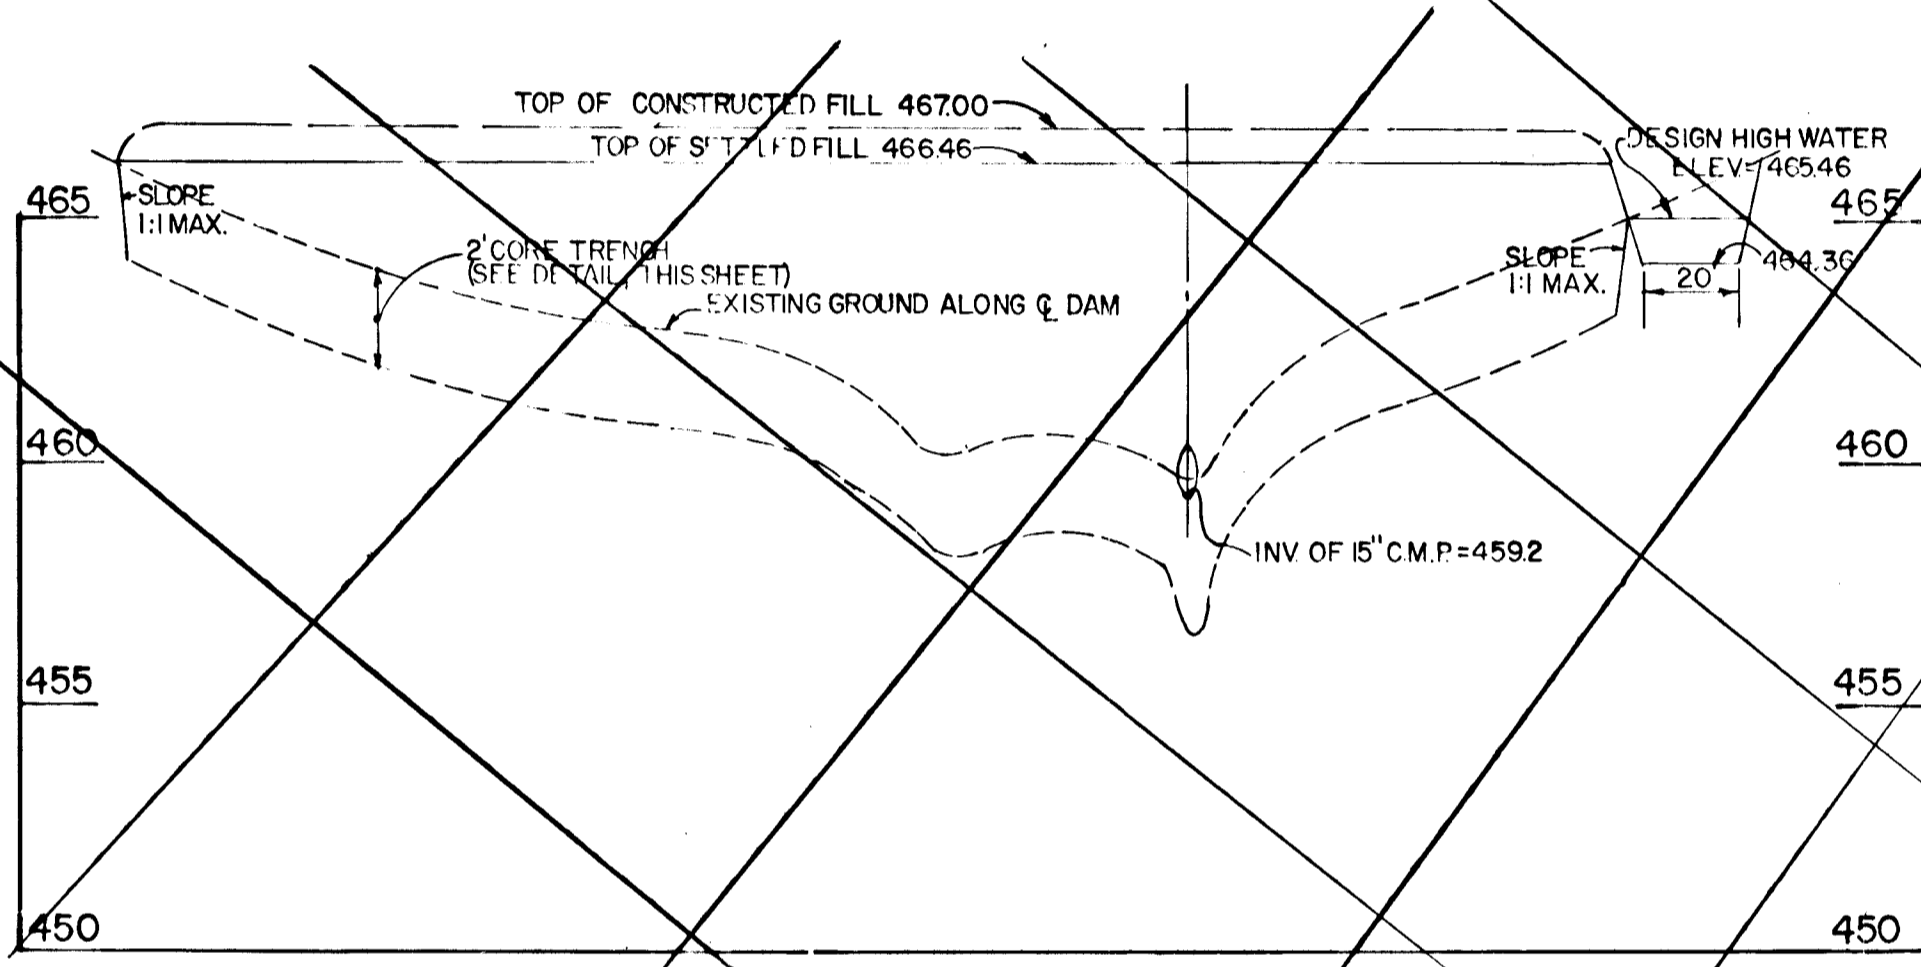 TOP OF CONSTRUCTED FILL 467.00
TOP OF SETTLED FILL 466.46
DESIGN HIGH WATER
ELEV.= 465.46
465
SLOPE
1:1 MAX.
465
2' CORE TRENCH
(SEE DETAIL, THIS SHEET)
SLOPE
1:1 MAX.
464.36
20
EXISTING GROUND ALONG ℄ DAM
460
460
INV. OF 15" C.M.P.=459.2
455
455
450
450